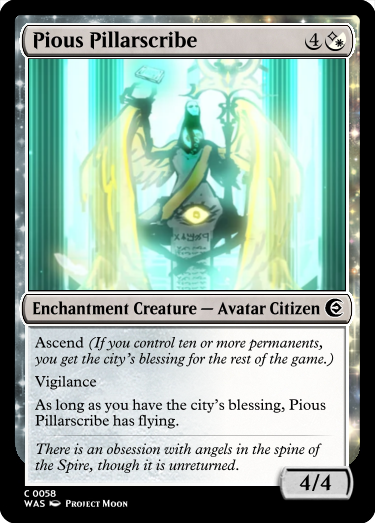 Pious Pillarscribe 4
Enchantment Creature — Avatar Citizen
Ascend (If you control ten or more permanents,
you get the city's blessing for the rest of the game.)
Vigilance
As long as you have the city's blessing, Pious
Pillarscribe has flying.
There is an obsession with angels in the spine of
the Spire, though it is unreturned.
4/4
C 0058
WAS Project Moon